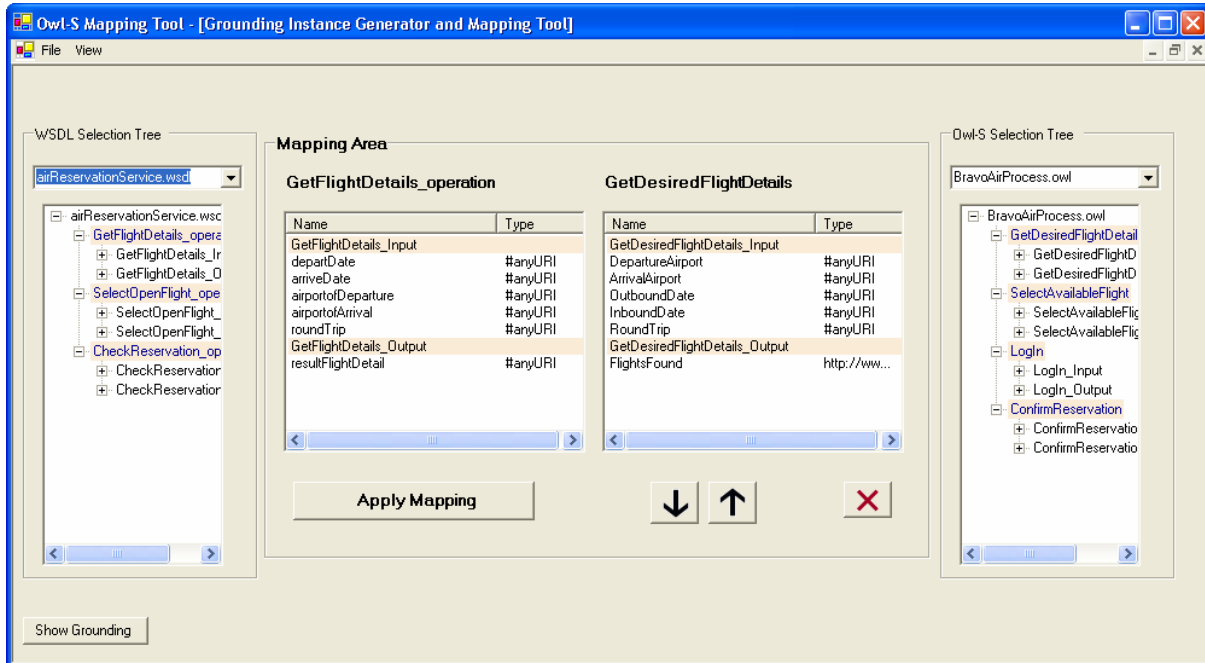 Owl-S Mapping Tool - [Grounding Instance Generator and Mapping Tool]
File View
WSDL Selection Tree
airReservationService.wsdl
airReservationService.wsc
GetFlightDetails_opera
GetFlightDetails_Ir
GetFlightDetails_O
SelectOpenFlight_ope
SelectOpenFlight_
SelectOpenFlight_
CheckReservation_op
CheckReservation
CheckReservation
Mapping Area
GetFlightDetails_operation
Name Type
GetFlightDetails_Input
departDate #anyURI
arriveDate #anyURI
airportofDeparture #anyURI
airportofArrival #anyURI
roundTrip #anyURI
GetFlightDetails_Output
resultFlightDetail #anyURI
GetDesiredFlightDetails
Name Type
GetDesiredFlightDetails_Input
DepartureAirport #anyURI
ArrivalAirport #anyURI
OutboundDate #anyURI
InboundDate #anyURI
RoundTrip #anyURI
GetDesiredFlightDetails_Output
FlightsFound http://ww...
Apply Mapping
Owl-S Selection Tree
BravoAirProcess.owl
BravoAirProcess.owl
GetDesiredFlightDetail
GetDesiredFlightD
GetDesiredFlightD
SelectAvailableFlight
SelectAvailableFlig
SelectAvailableFlig
LogIn
LogIn_Input
LogIn_Output
ConfirmReservation
ConfirmReservatio
ConfirmReservatio
Show Grounding